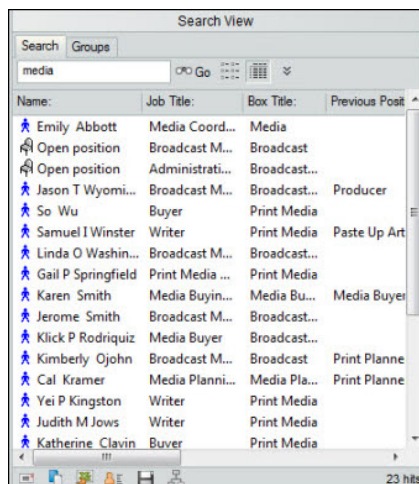 Search View
Search Groups
media Go
Name: Job Title: Box Title: Previous Posit
Emily Abbott Media Coord... Media
Open position Broadcast M... Broadcast
Open position Administrati... Broadcast...
Jason T Wyomi... Broadcast M... Broadcast... Producer
So Wu Buyer Print Media
Samuel I Winster Writer Print Media Paste Up Art
Linda O Washin... Broadcast M... Broadcast...
Gail P Springfield Print Media ... Print Media
Karen Smith Media Buyin... Media Bu... Media Buyer
Jerome Smith Broadcast M... Broadcast...
Klick P Rodriquiz Media Buyer Broadcast...
Kimberly Ojohn Broadcast M... Broadcast Print Planne
Cal Kramer Media Planni... Media Pla... Print Planne
Yei P Kingston Writer Print Media
Judith M Jows Writer Print Media
Katherine Clavin Buyer Print Media
23 hits